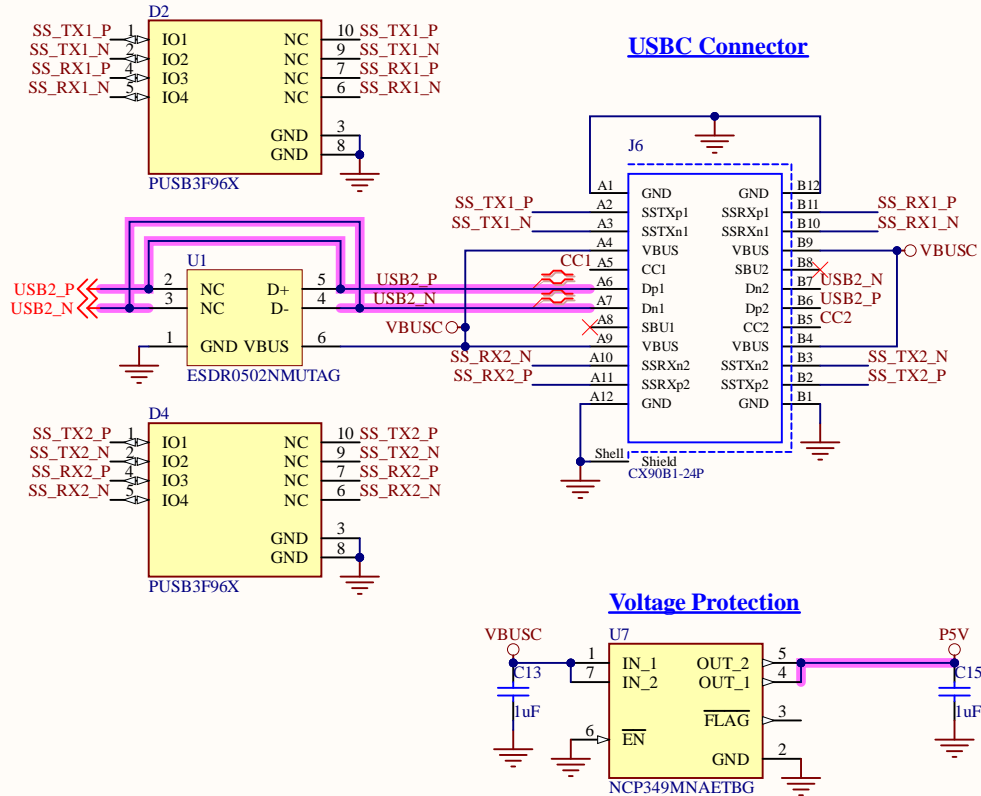 D2
SS_TX1_P 1 IO1 NC 10 SS_TX1_P
SS_TX1_N 2 IO2 NC 9 SS_TX1_N
SS_RX1_P 4 IO3 NC 7 SS_RX1_P
SS_RX1_N 5 IO4 NC 6 SS_RX1_N
GND 3
GND 8
PUSB3F96X
USBC Connector
J6
A1 GND GND B12
SS_TX1_P A2 SSTXp1 SSRXp1 B11 SS_RX1_P
SS_TX1_N A3 SSTXn1 SSRXn1 B10 SS_RX1_N
A4 VBUS VBUS B9 VBUSC
CC1 A5 CC1 SBU2 B8
USB2_P A6 Dp1 Dn2 B7 USB2_N
USB2_N A7 Dn1 Dp2 B6 USB2_P
A8 SBU1 CC2 B5 CC2
VBUSC A9 VBUS VBUS B4
SS_RX2_N A10 SSRXn2 SSTXn2 B3 SS_TX2_N
SS_RX2_P A11 SSRXp2 SSTXp2 B2 SS_TX2_P
A12 GND GND B1
Shell Shield
CX90B1-24P
U1
USB2_P 2 NC D+ 5
USB2_N 3 NC D- 4
1 GND VBUS 6
ESDR0502NMUTAG
D4
SS_TX2_P 1 IO1 NC 10 SS_TX2_P
SS_TX2_N 2 IO2 NC 9 SS_TX2_N
SS_RX2_P 4 IO3 NC 7 SS_RX2_P
SS_RX2_N 5 IO4 NC 6 SS_RX2_N
GND 3
GND 8
PUSB3F96X
Voltage Protection
VBUSC U7 P5V
1 IN_1 OUT_2 5
C13 7 IN_2 OUT_1 4 C15
1uF FLAG 3 1uF
6 EN
GND 2
NCP349MNAETBG